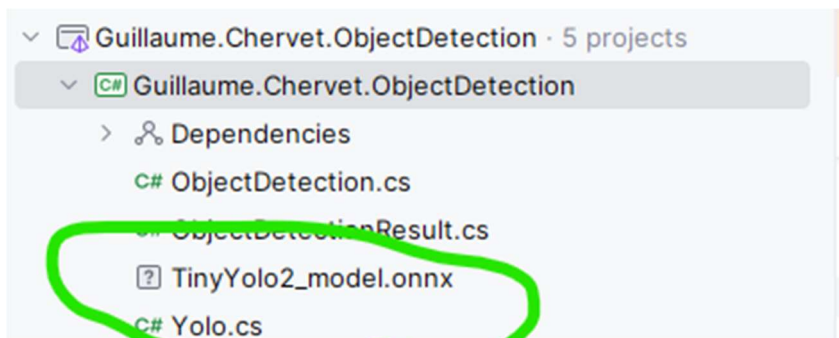 Guillaume.Chervet.ObjectDetection · 5 projects
C# Guillaume.Chervet.ObjectDetection
Dependencies
C# ObjectDetection.cs
C# ObjectDetectionResult.cs
? TinyYolo2_model.onnx
C# Yolo.cs